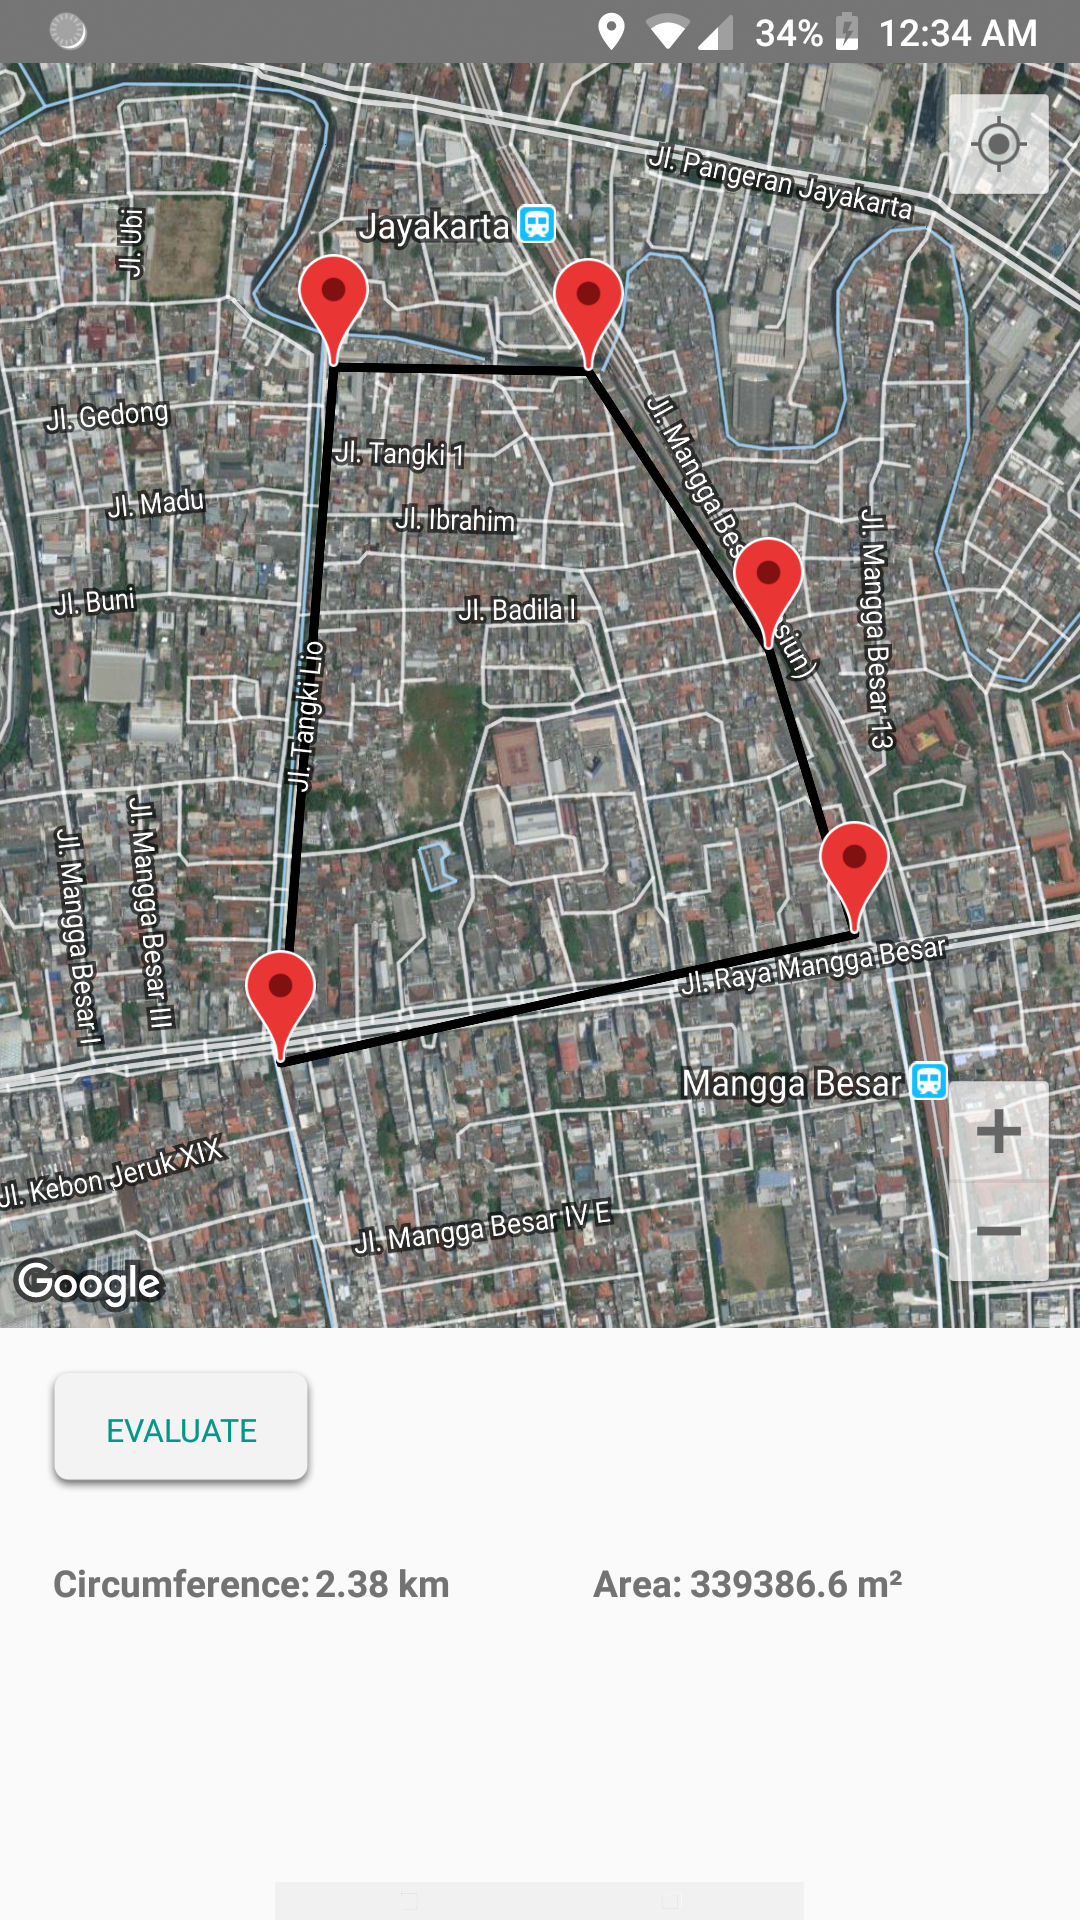 34% 12:34 AM
Jl. Pangeran Jayakarta
Jl. Ubi
Jayakarta
Jl. Gedong
Jl. Mangga Bes
siun)
Jl. Tangki 1
Jl. Madu
Jl. Ibrahim
Jl. Mangga Besar 13
Jl. Buni
Jl. Badila I
Jl. Tangki Lio
Jl. Mangga Besar I
Jl. Mangga Besar III
Jl. Raya Mangga Besar
Mangga Besar
+
Jl. Kebon Jeruk XIX
Jl. Mangga Besar IV E
−
Google
EVALUATE
Circumference: 2.38 km Area: 339386.6 m²